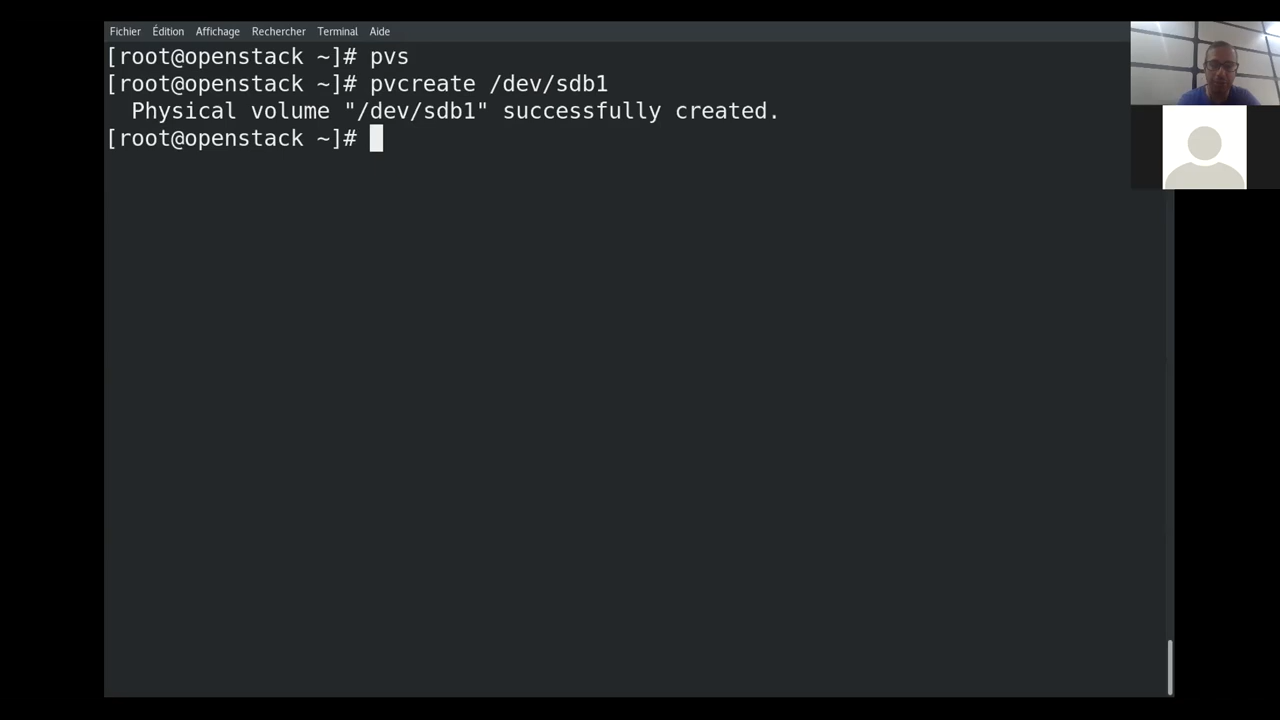 Fichier Édition Affichage Rechercher Terminal Aide
[root@openstack ~]# pvs
[root@openstack ~]# pvcreate /dev/sdb1
  Physical volume "/dev/sdb1" successfully created.
[root@openstack ~]#